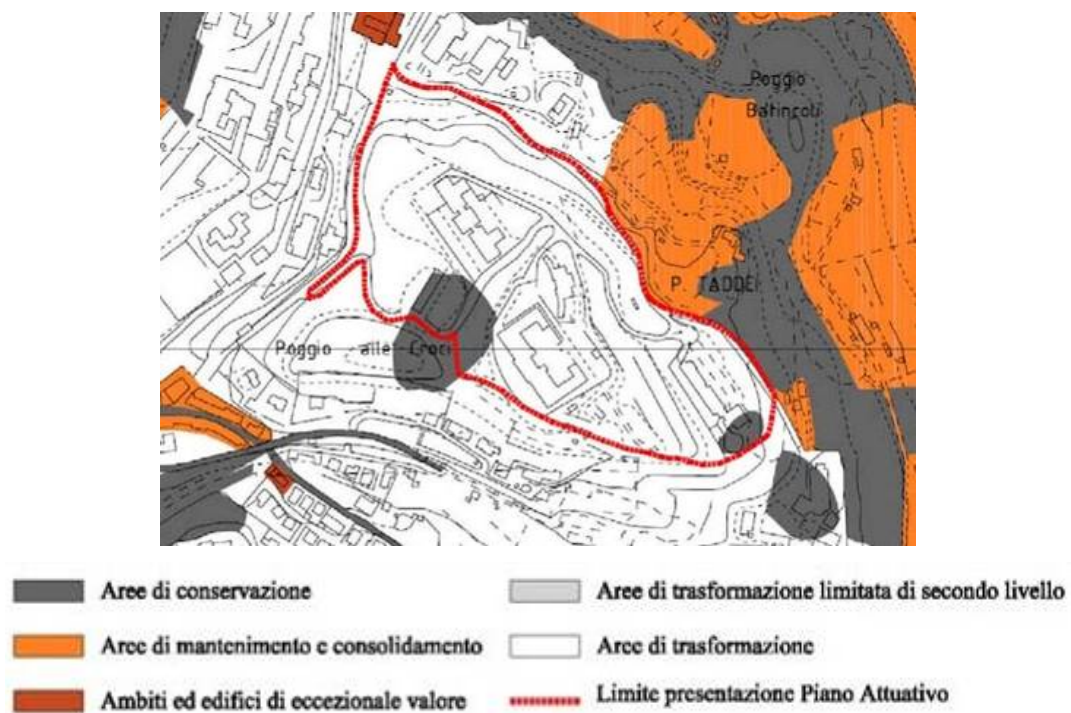 Poggio
Batincoli
P. TADDEI
Poggio alle Croci
Aree di conservazione
Aree di trasformazione limitata di secondo livello
Aree di mantenimento e consolidamento
Aree di trasformazione
Ambiti ed edifici di eccezionale valore
Limite presentazione Piano Attuativo